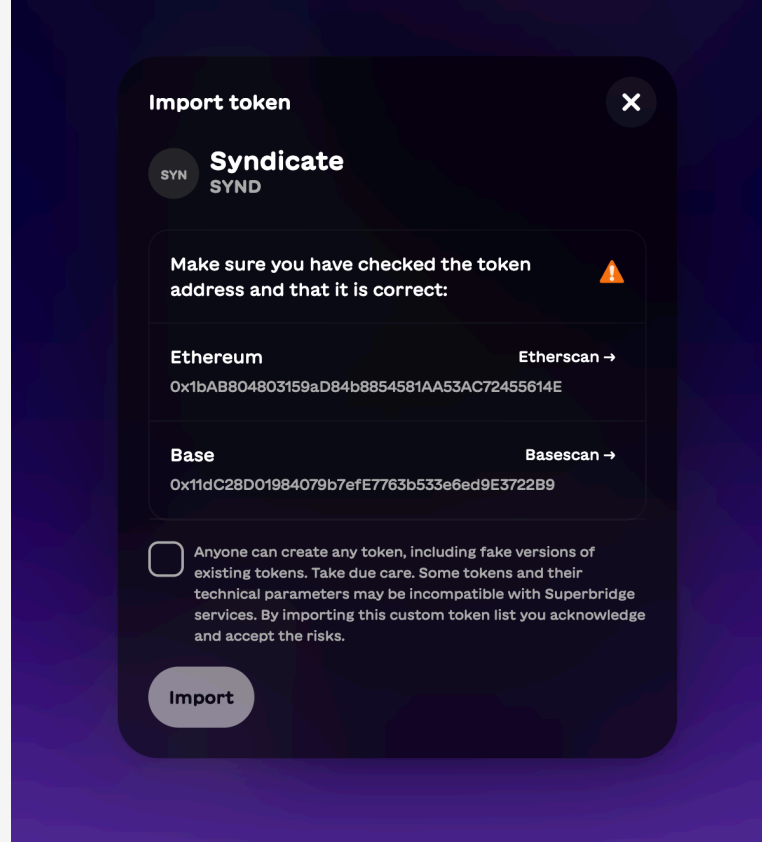 Import token
SYN
Syndicate
SYND
Make sure you have checked the token
address and that it is correct:
Ethereum
Etherscan →
0x1bAB804803159aD84b8854581AA53AC72455614E
Base
Basescan →
0x11dC28D01984079b7efE7763b533e6ed9E3722B9
Anyone can create any token, including fake versions of
existing tokens. Take due care. Some tokens and their
technical parameters may be incompatible with Superbridge
services. By importing this custom token list you acknowledge
and accept the risks.
Import